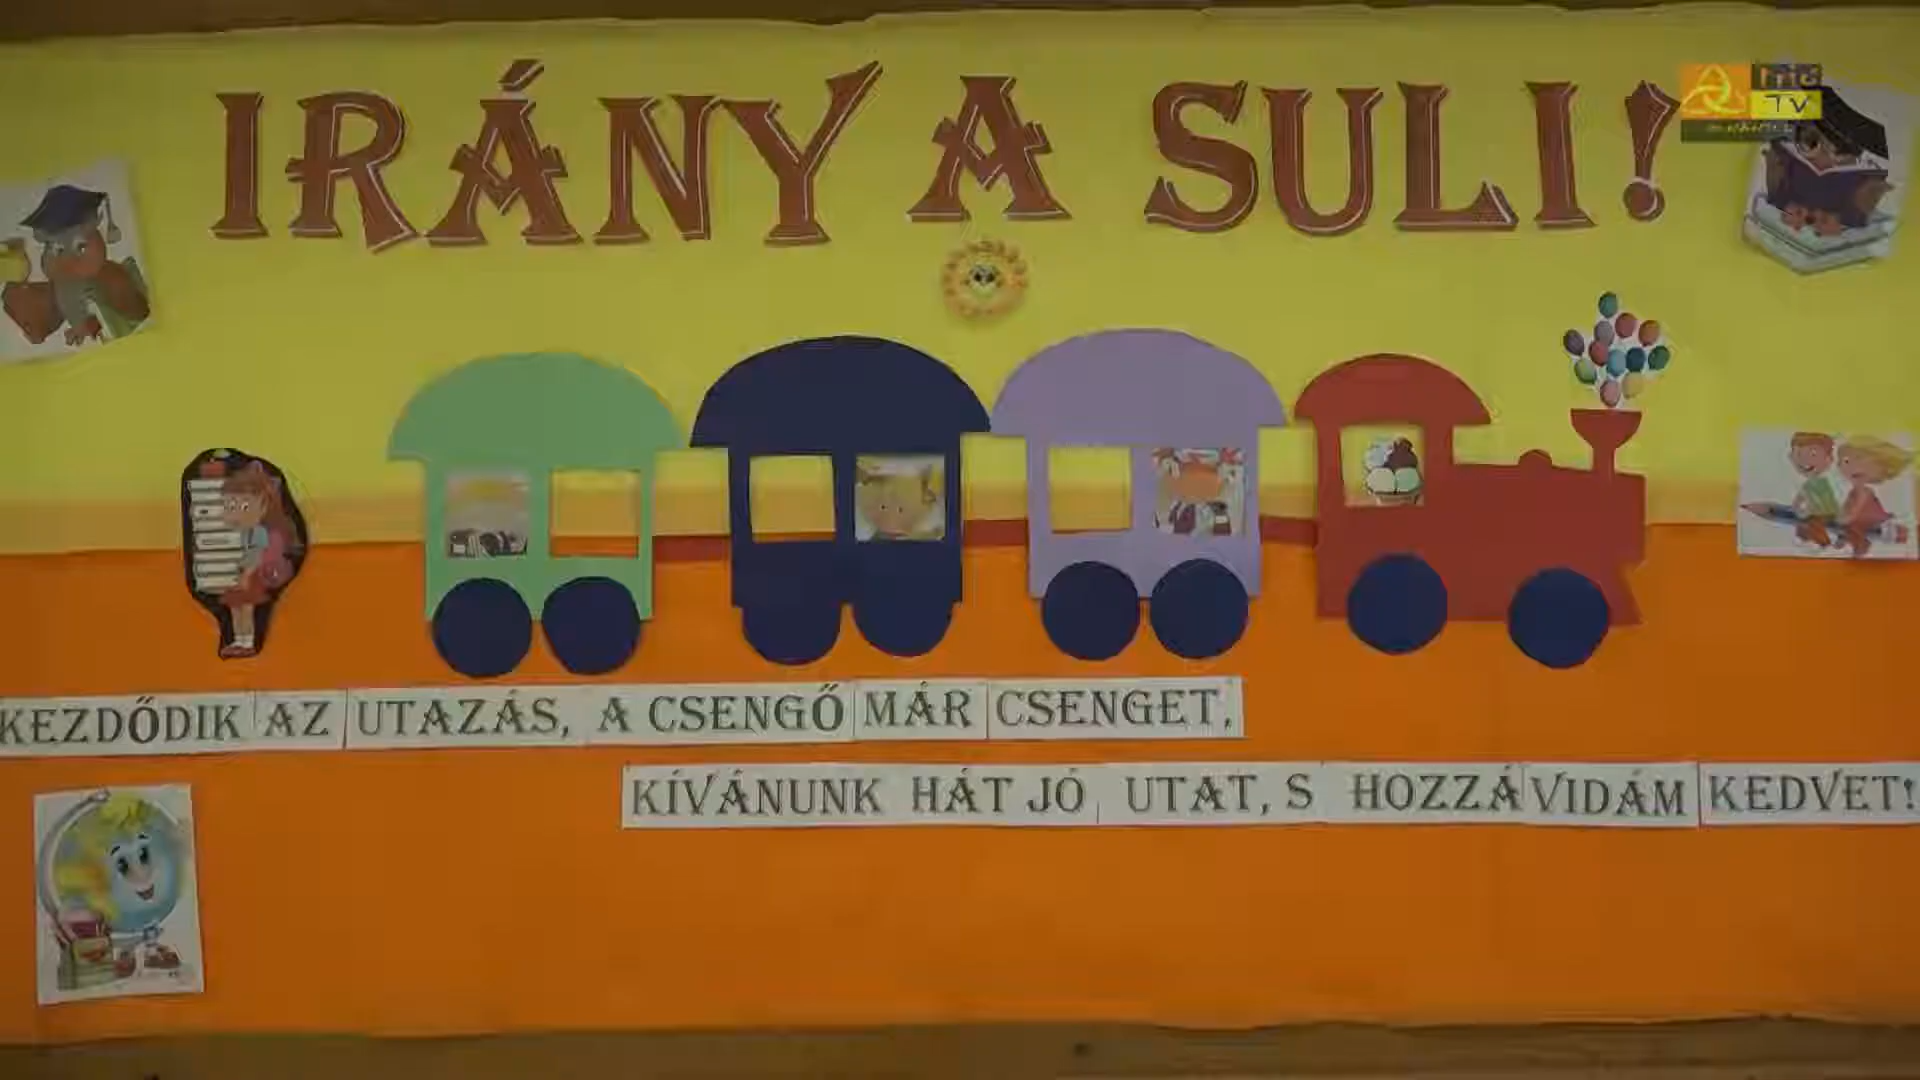 IRÁNY A SULI!
TV
KEZDŐDIK AZ UTAZÁS, A CSENGŐ MÁR CSENGET,
KÍVÁNUNK HÁT JÓ UTAT, S HOZZÁ VIDÁM KEDVET!